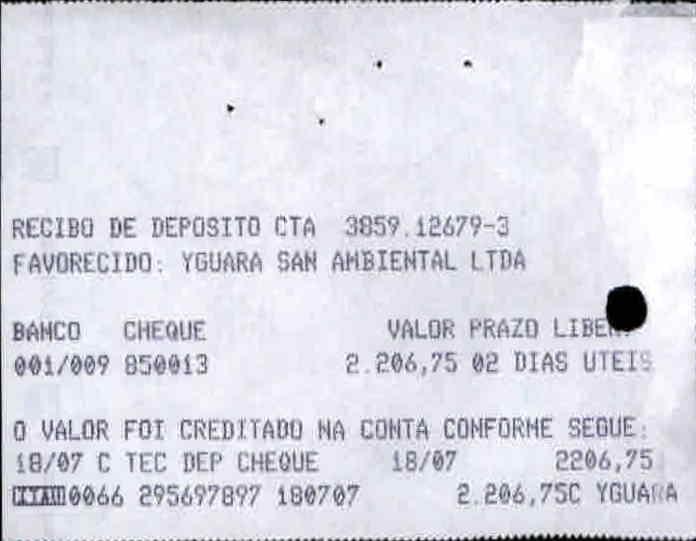 RECIBO DE DEPOSITO CTA 3859.12679-3
FAVORECIDO: YGUARA SAN AMBIENTAL LTDA
BANCO CHEQUE VALOR PRAZO LIBER.
001/009 850013 2.206,75 02 DIAS UTEIS
O VALOR FOI CREDITADO NA CONTA CONFORME SEGUE:
18/07 C TEC DEP CHEQUE 18/07 2206,75
0066 295697897 180707 2.206,75C YGUARA